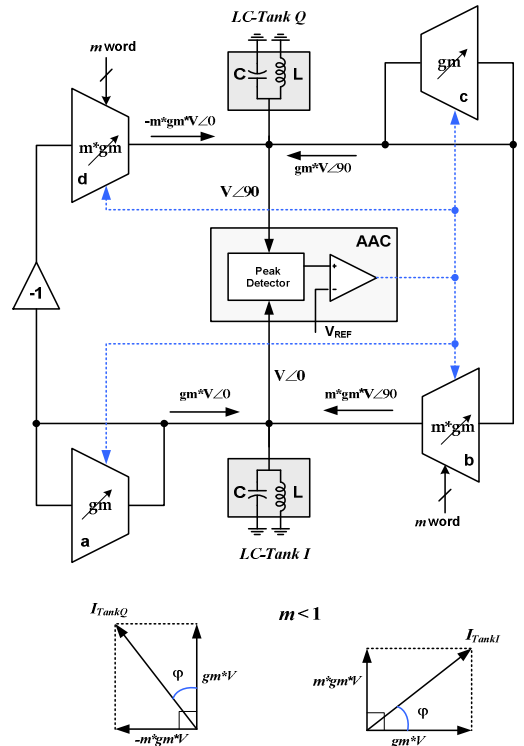 LC-Tank Q
m word
C
L
gm
c
-m*gm*V∠0
m*gm
d
gm*V∠90
V∠90
AAC
Peak
Detector
+
-
VREF
-1
V∠0
gm*V∠0
m*gm*V∠90
m*gm
b
gm
a
C
L
m word
LC-Tank I
m<1
ITankQ
φ
gm*V
-m*gm*V
ITankI
m*gm*V
φ
gm*V